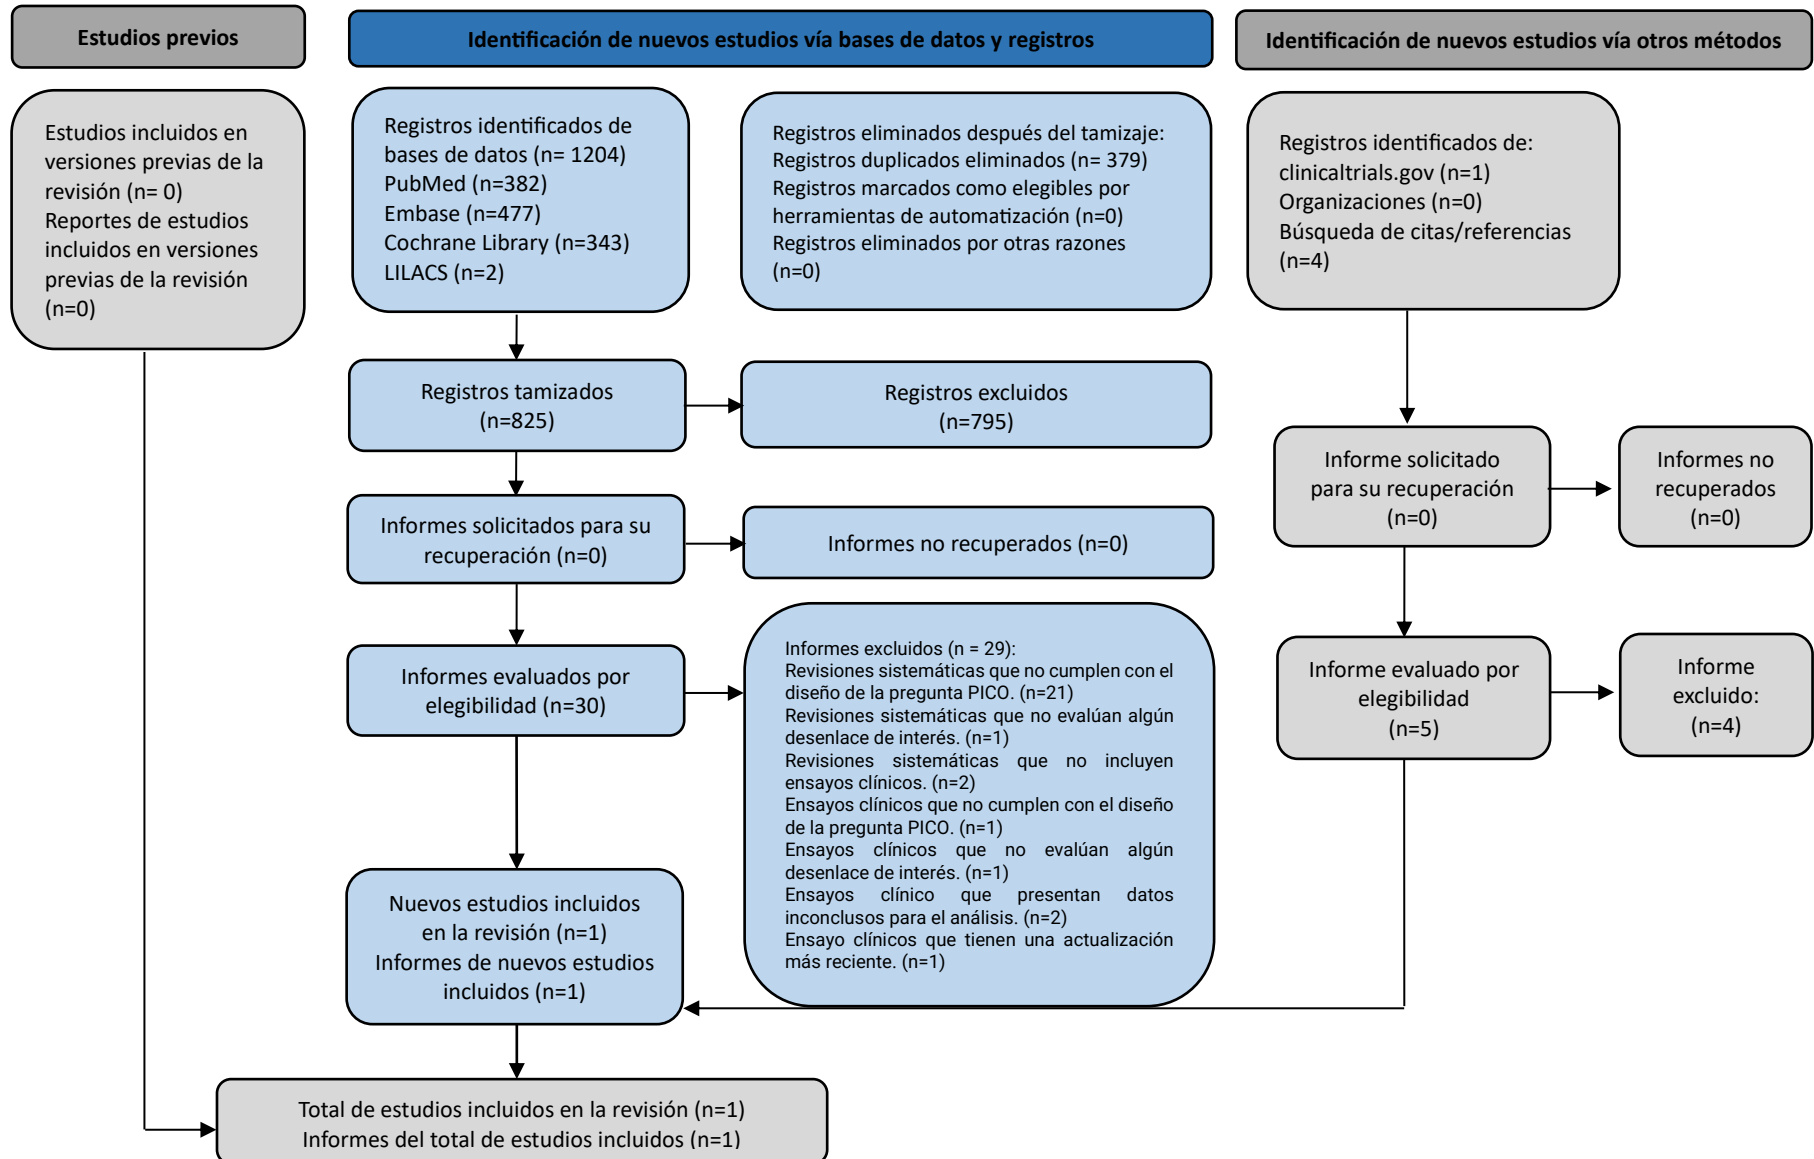 Estudios previos
Identificación de nuevos estudios vía bases de datos y registros
Identificación de nuevos estudios vía otros métodos
Estudios incluidos en
versiones previas de la
revisión (n= 0)
Reportes de estudios
incluidos en versiones
previas de la revisión
(n=0)
Registros identificados de
bases de datos (n= 1204)
PubMed (n=382)
Embase (n=477)
Cochrane Library (n=343)
LILACS (n=2)
Registros eliminados después del tamizaje:
Registros duplicados eliminados (n= 379)
Registros marcados como elegibles por
herramientas de automatización (n=0)
Registros eliminados por otras razones
(n=0)
Registros identificados de:
clinicaltrials.gov (n=1)
Organizaciones (n=0)
Búsqueda de citas/referencias
(n=4)
Registros tamizados
(n=825)
Registros excluidos
(n=795)
Informe solicitado
para su recuperación
(n=0)
Informes no
recuperados
(n=0)
Informes solicitados para su
recuperación (n=0)
Informes no recuperados (n=0)
Informes evaluados por
elegibilidad (n=30)
Informes excluidos (n = 29):
Revisiones sistemáticas que no cumplen con el
diseño de la pregunta PICO. (n=21)
Revisiones sistemáticas que no evalúan algún
desenlace de interés. (n=1)
Revisiones sistemáticas que no incluyen
ensayos clínicos. (n=2)
Ensayos clínicos que no cumplen con el diseño
de la pregunta PICO. (n=1)
Ensayos clínicos que no evalúan algún
desenlace de interés. (n=1)
Ensayos clínico que presentan datos
inconclusos para el análisis. (n=2)
Ensayo clínicos que tienen una actualización
más reciente. (n=1)
Informe evaluado por
elegibilidad
(n=5)
Informe
excluido:
(n=4)
Nuevos estudios incluidos
en la revisión (n=1)
Informes de nuevos estudios
incluidos (n=1)
Total de estudios incluidos en la revisión (n=1)
Informes del total de estudios incluidos (n=1)